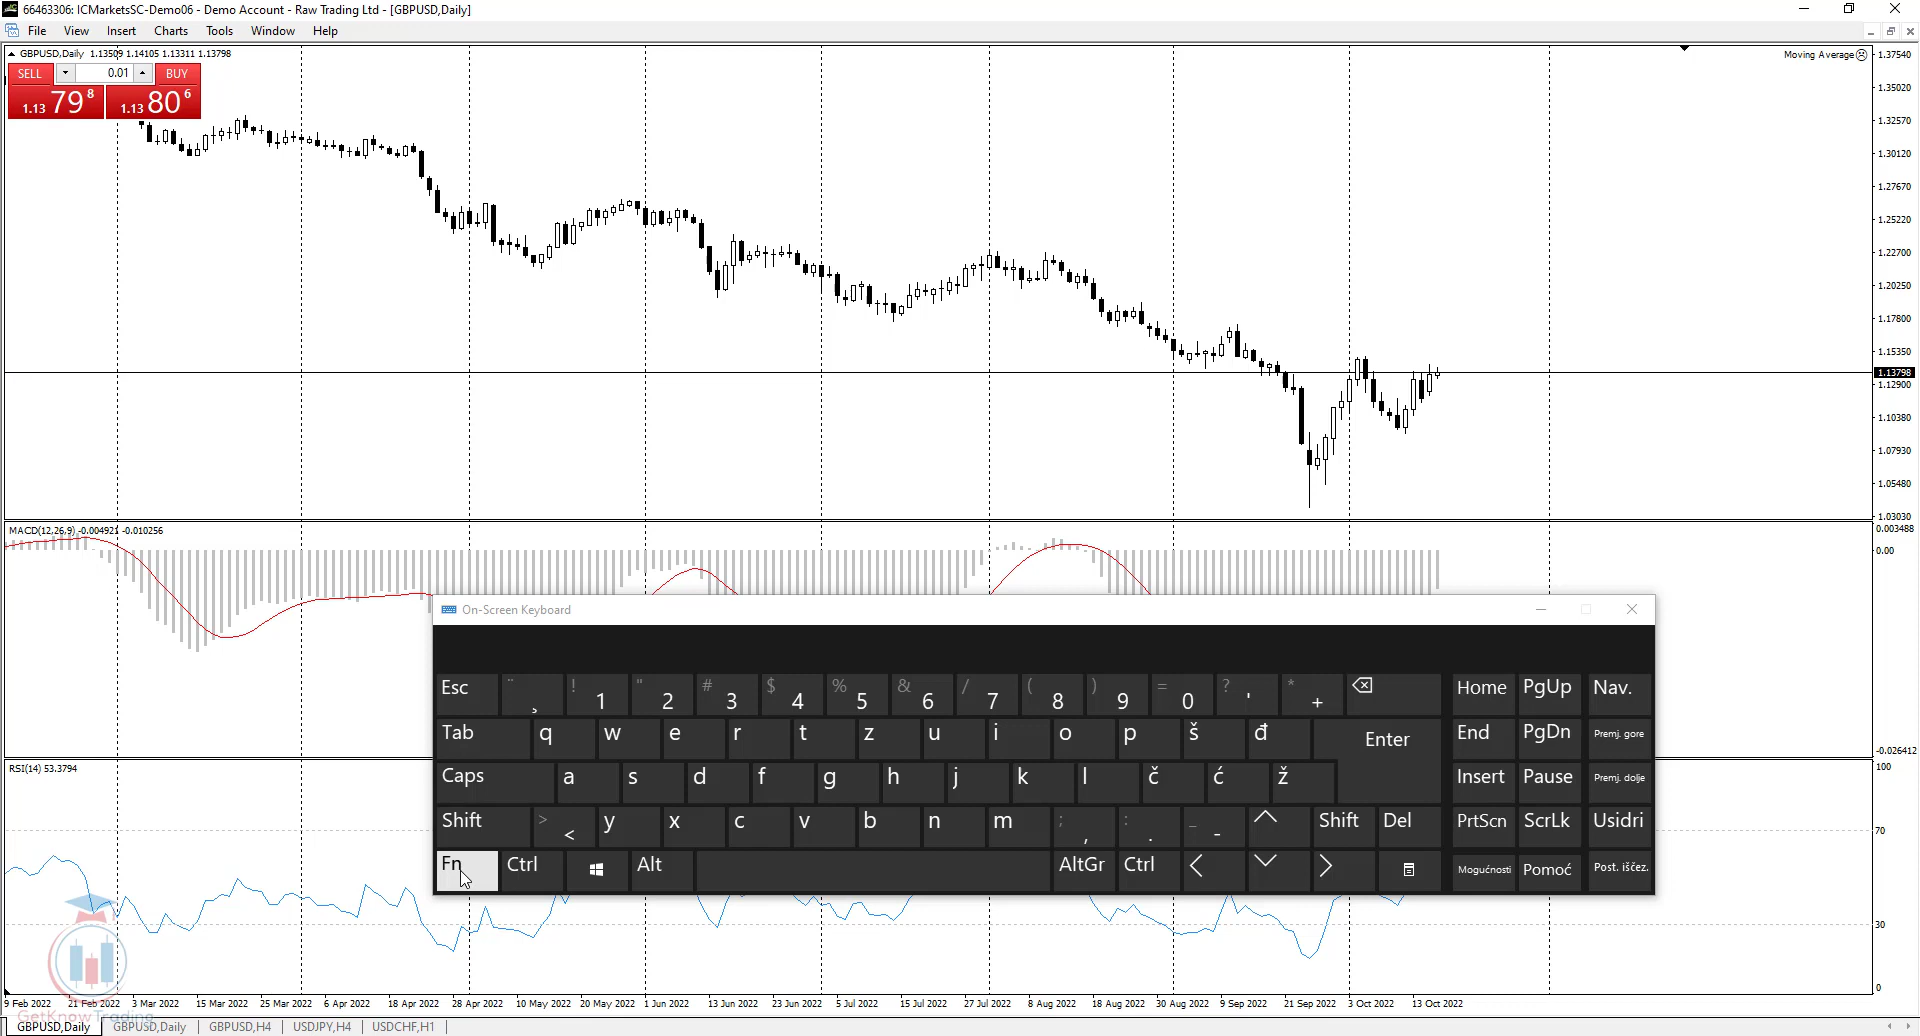 66463306: ICMarketsSC-Demo06 - Demo Account - Raw Trading Ltd - [GBPUSD,Daily]
File View Insert Charts Tools Window Help
GBPUSD,Daily 1.13509 1.14105 1.13311 1.13798
Moving Average
SELL 0.01 BUY
1.13 79 8 1.13 80 6
1.37540
1.35020
1.32570
1.30120
1.27670
1.25220
1.22700
1.20250
1.17800
1.15350
1.13798
1.12900
1.10380
1.07930
1.05480
1.03030
MACD(12,26,9) -0.004921 -0.010256
0.003488
0.00
-0.026412
On-Screen Keyboard
Esc ¨ ¸ ! 1 " 2 # 3 $ 4 % 5 & 6 / 7 ( 8 ) 9 = 0 ? ' * + Home PgUp Nav.
Tab q w e r t z u i o p š đ Enter End PgDn Premj. gore
Caps a s d f g h j k l č ć ž Insert Pause Premj. dolje
Shift > < y x c v b n m ; , : . _ - Shift Del PrtScn ScrLk Usidri
Fn Ctrl Alt AltGr Ctrl Mogućnosti Pomoć Post. iščez.
RSI(14) 53.3794
100
70
30
0
9 Feb 2022 21 Feb 2022 3 Mar 2022 15 Mar 2022 25 Mar 2022 6 Apr 2022 18 Apr 2022 28 Apr 2022 10 May 2022 20 May 2022 1 Jun 2022 13 Jun 2022 23 Jun 2022 5 Jul 2022 15 Jul 2022 27 Jul 2022 8 Aug 2022 18 Aug 2022 30 Aug 2022 9 Sep 2022 21 Sep 2022 3 Oct 2022 13 Oct 2022
GetKnowTrading
GBPUSD,Daily GBPUSD,Daily GBPUSD,H4 USDJPY,H4 USDCHF,H1